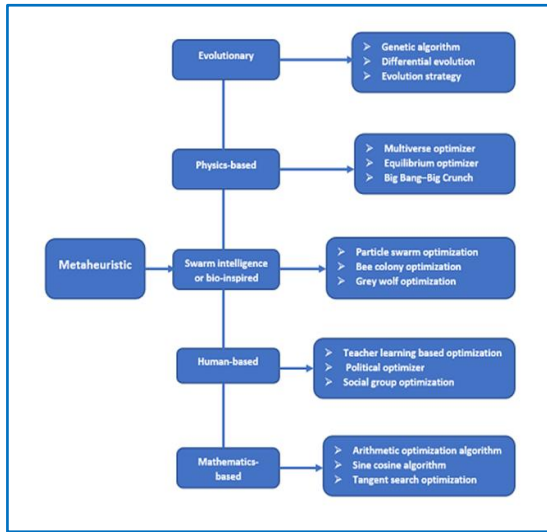 Evolutionary
➢ Genetic algorithm
➢ Differential evolution
➢ Evolution strategy
Physics-based
➢ Multiverse optimizer
➢ Equilibrium optimizer
➢ Big Bang–Big Crunch
Metaheuristic
Swarm intelligence
or bio-inspired
➢ Particle swarm optimization
➢ Bee colony optimization
➢ Grey wolf optimization
Human-based
➢ Teacher learning based optimization
➢ Political optimizer
➢ Social group optimization
Mathematics-
based
➢ Arithmetic optimization algorithm
➢ Sine cosine algorithm
➢ Tangent search optimization